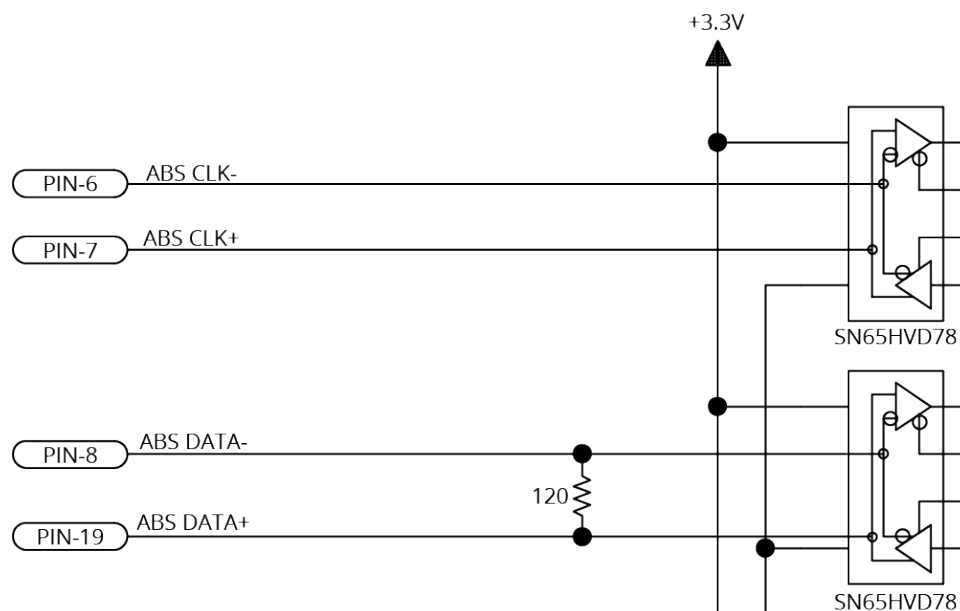 +3.3V
PIN-6 ABS CLK-
PIN-7 ABS CLK+
SN65HVD78
PIN-8 ABS DATA-
120
PIN-19 ABS DATA+
SN65HVD78